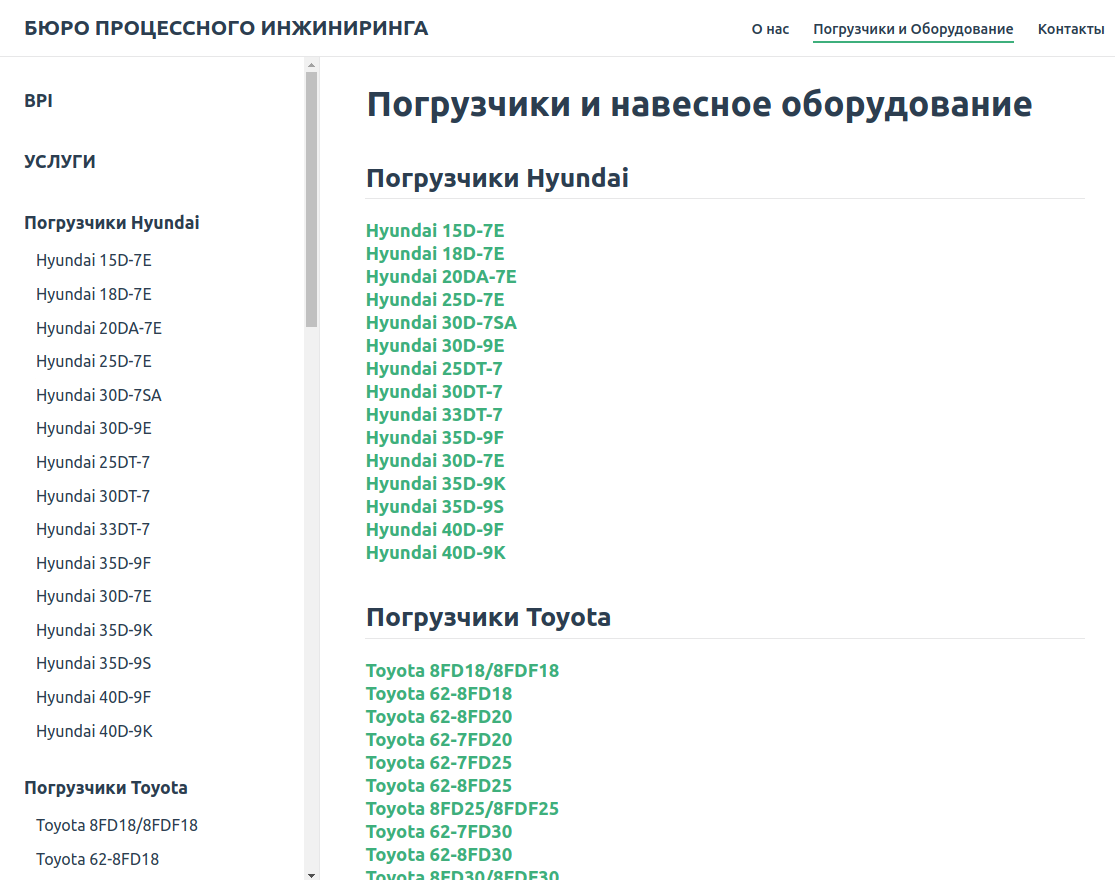 БЮРО ПРОЦЕССНОГО ИНЖИНИРИНГА
О нас Погрузчики и Оборудование Контакты
BPI
УСЛУГИ
Погрузчики Hyundai
Hyundai 15D-7E
Hyundai 18D-7E
Hyundai 20DA-7E
Hyundai 25D-7E
Hyundai 30D-7SA
Hyundai 30D-9E
Hyundai 25DT-7
Hyundai 30DT-7
Hyundai 33DT-7
Hyundai 35D-9F
Hyundai 30D-7E
Hyundai 35D-9K
Hyundai 35D-9S
Hyundai 40D-9F
Hyundai 40D-9K
Погрузчики Toyota
Toyota 8FD18/8FDF18
Toyota 62-8FD18
Погрузчики и навесное оборудование
Погрузчики Hyundai
Hyundai 15D-7E
Hyundai 18D-7E
Hyundai 20DA-7E
Hyundai 25D-7E
Hyundai 30D-7SA
Hyundai 30D-9E
Hyundai 25DT-7
Hyundai 30DT-7
Hyundai 33DT-7
Hyundai 35D-9F
Hyundai 30D-7E
Hyundai 35D-9K
Hyundai 35D-9S
Hyundai 40D-9F
Hyundai 40D-9K
Погрузчики Toyota
Toyota 8FD18/8FDF18
Toyota 62-8FD18
Toyota 62-8FD20
Toyota 62-7FD20
Toyota 62-7FD25
Toyota 62-8FD25
Toyota 8FD25/8FDF25
Toyota 62-7FD30
Toyota 62-8FD30
Toyota 8FD30/8FDF30